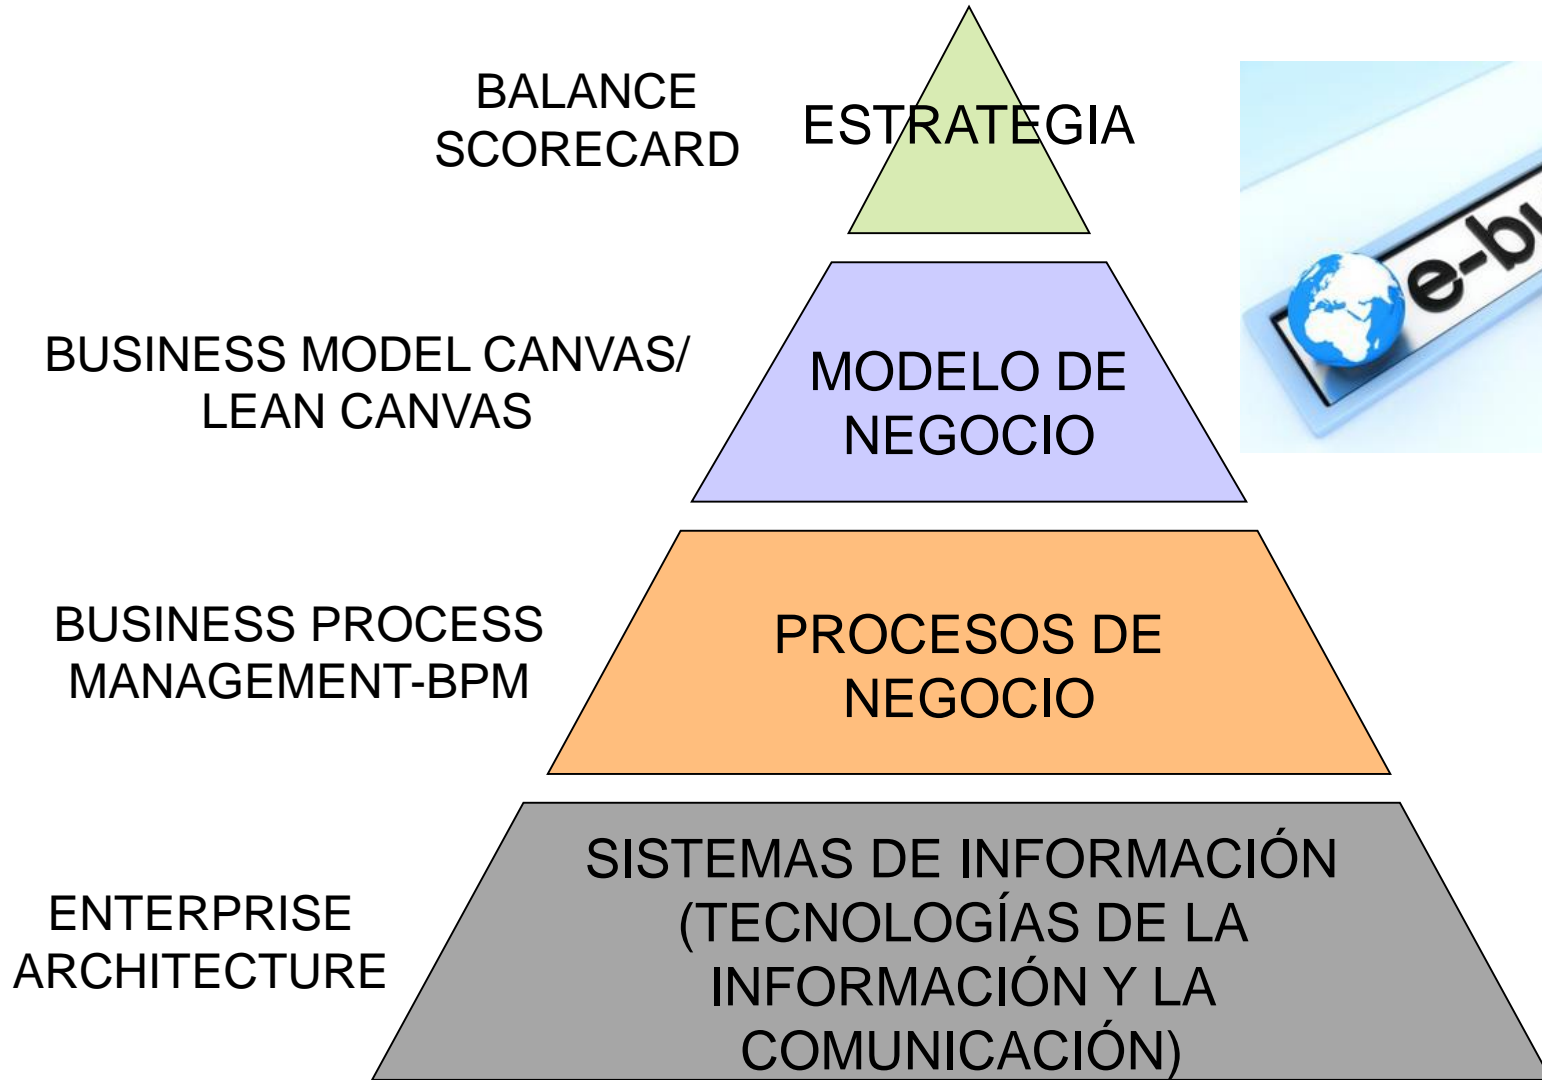 BALANCE
SCORECARD
ESTRATEGIA
e-bu
BUSINESS MODEL CANVAS/
LEAN CANVAS
MODELO DE
NEGOCIO
BUSINESS PROCESS
MANAGEMENT-BPM
PROCESOS DE
NEGOCIO
ENTERPRISE
ARCHITECTURE
SISTEMAS DE INFORMACIÓN
(TECNOLOGÍAS DE LA
INFORMACIÓN Y LA
COMUNICACIÓN)